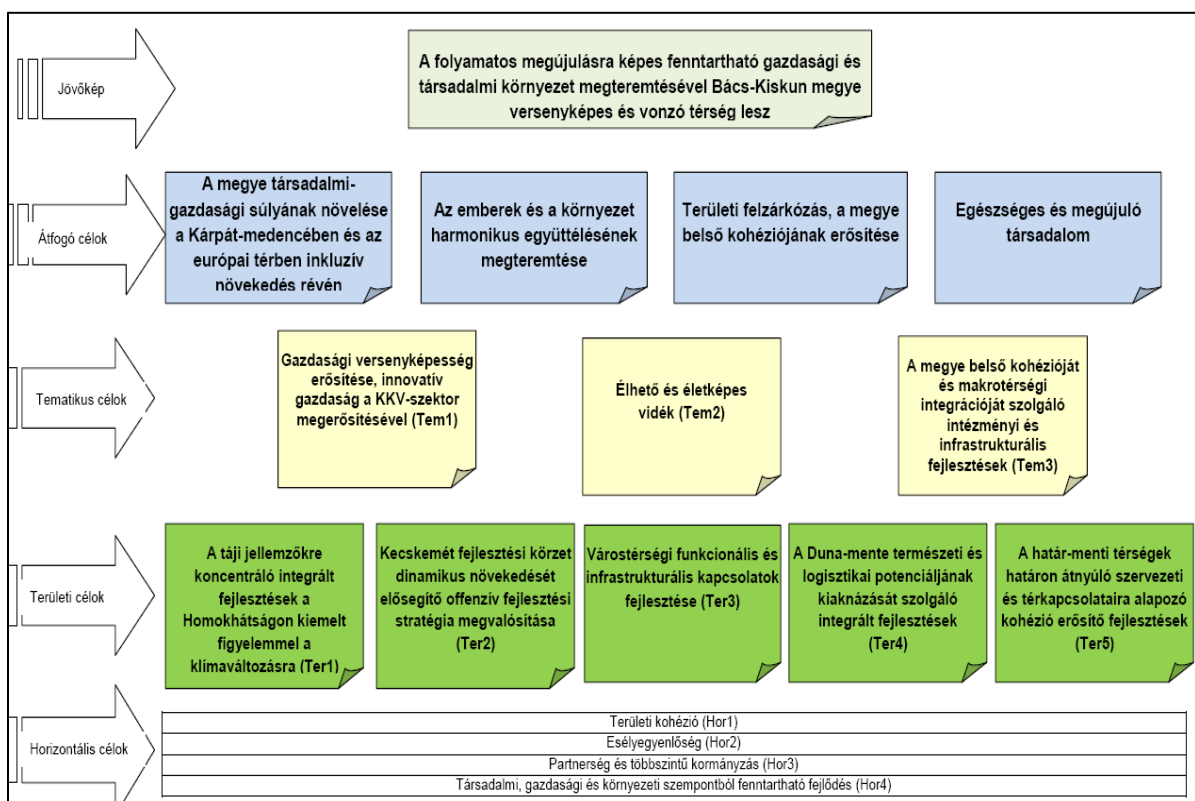 Jövőkép
A folyamatos megújulásra képes fenntartható gazdasági és
társadalmi környezet megteremtésével Bács-Kiskun megye
versenyképes és vonzó térség lesz
Átfogó célok
A megye társadalmi-
gazdasági súlyának növelése
a Kárpát-medencében és az
európai térben inkluzív
növekedés révén
Az emberek és a környezet
harmonikus együttélésének
megteremtése
Területi felzárkózás, a megye
belső kohéziójának erősítése
Egészséges és megújuló
társadalom
Tematikus célok
Gazdasági versenyképesség
erősítése, innovatív
gazdaság a KKV-szektor
megerősítésével (Tem1)
Élhető és életképes
vidék (Tem2)
A megye belső kohézióját
és makrotérségi
integrációját szolgáló
intézményi és
infrastrukturális
fejlesztések (Tem3)
Területi célok
A táji jellemzőkre
koncentráló integrált
fejlesztések a
Homokhátságon kiemelt
figyelemmel a
klímaváltozásra (Ter1)
Kecskemét fejlesztési körzet
dinamikus növekedését
elősegítő offenzív fejlesztési
stratégia megvalósítása
(Ter2)
Várostérségi funkcionális és
infrastrukturális kapcsolatok
fejlesztése (Ter3)
A Duna-mente természeti és
logisztikai potenciáljának
kiaknázását szolgáló
integrált fejlesztések
(Ter4)
A határ-menti térségek
határon átnyúló szervezeti
és térkapcsolataira alapozó
kohézió erősítő fejlesztések
(Ter5)
Horizontális célok
Területi kohézió (Hor1)
Esélyegyenlőség (Hor2)
Partnerség és többszintű kormányzás (Hor3)
Társadalmi, gazdasági és környezeti szempontból fenntartható fejlődés (Hor4)